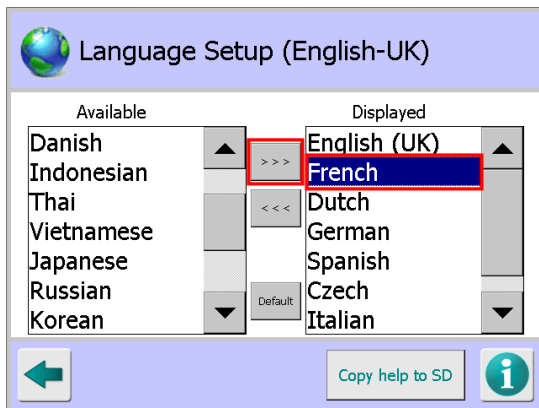 Language Setup (English-UK)
Available
Displayed
Danish
Indonesian
Thai
Vietnamese
Japanese
Russian
Korean
>>>
<<<
Default
English (UK)
French
Dutch
German
Spanish
Czech
Italian
Copy help to SD
i